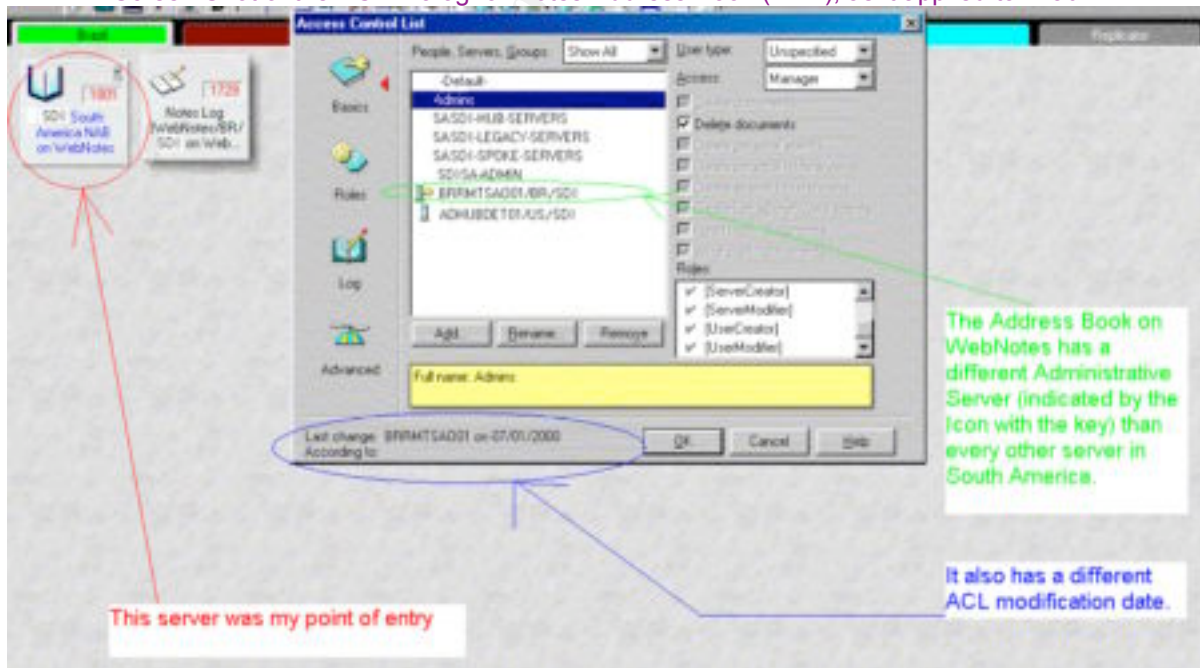 Brazil
Replicator
1801
SDI South
America NAB
on WebNotes
1729
Notes Log
(WebNotes/BR/
SDI on Web...
Access Control List
Basics
Roles
Log
Advanced
People, Servers, Groups: Show All
-Default-
Admins
SASDI-HUB-SERVERS
SASDI-LEGACY-SERVERS
SASDI-SPOKE-SERVERS
SDISA-ADMIN
BRRMTSAO01/BR/SDI
ADHUBDET01/US/SDI
Add... Rename... Remove
User type: Unspecified
Access: Manager
Delete documents
Roles:
[ServerCreator]
[ServerModifier]
[UserCreator]
[UserModifier]
Full name: Admins
Last change: BRRMTSAO01 on 07/01/2000
According to:
OK Cancel Help
The Address Book on
WebNotes has a
different Administrative
Server (indicated by the
Icon with the key) than
every other server in
South America.
It also has a different
ACL modification date.
This server was my point of entry